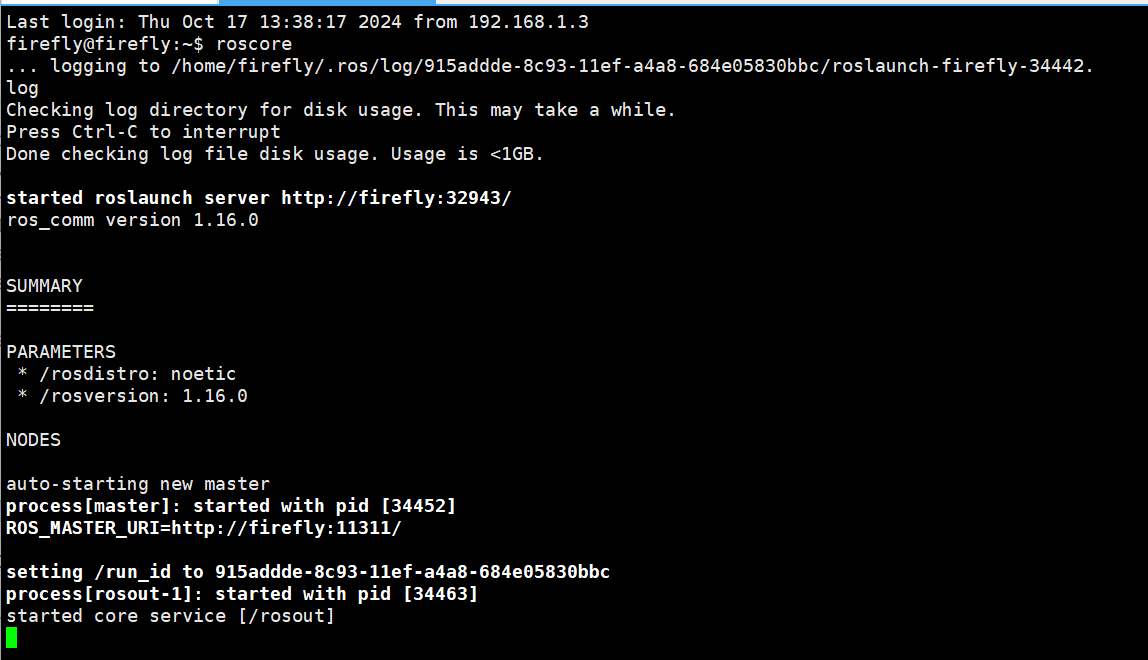 Last login: Thu Oct 17 13:38:17 2024 from 192.168.1.3
firefly@firefly:~$ roscore
... logging to /home/firefly/.ros/log/915addde-8c93-11ef-a4a8-684e05830bbc/roslaunch-firefly-34442.
log
Checking log directory for disk usage. This may take a while.
Press Ctrl-C to interrupt
Done checking log file disk usage. Usage is <1GB.

started roslaunch server http://firefly:32943/
ros_comm version 1.16.0

SUMMARY
========

PARAMETERS
 * /rosdistro: noetic
 * /rosversion: 1.16.0

NODES

auto-starting new master
process[master]: started with pid [34452]
ROS_MASTER_URI=http://firefly:11311/

setting /run_id to 915addde-8c93-11ef-a4a8-684e05830bbc
process[rosout-1]: started with pid [34463]
started core service [/rosout]